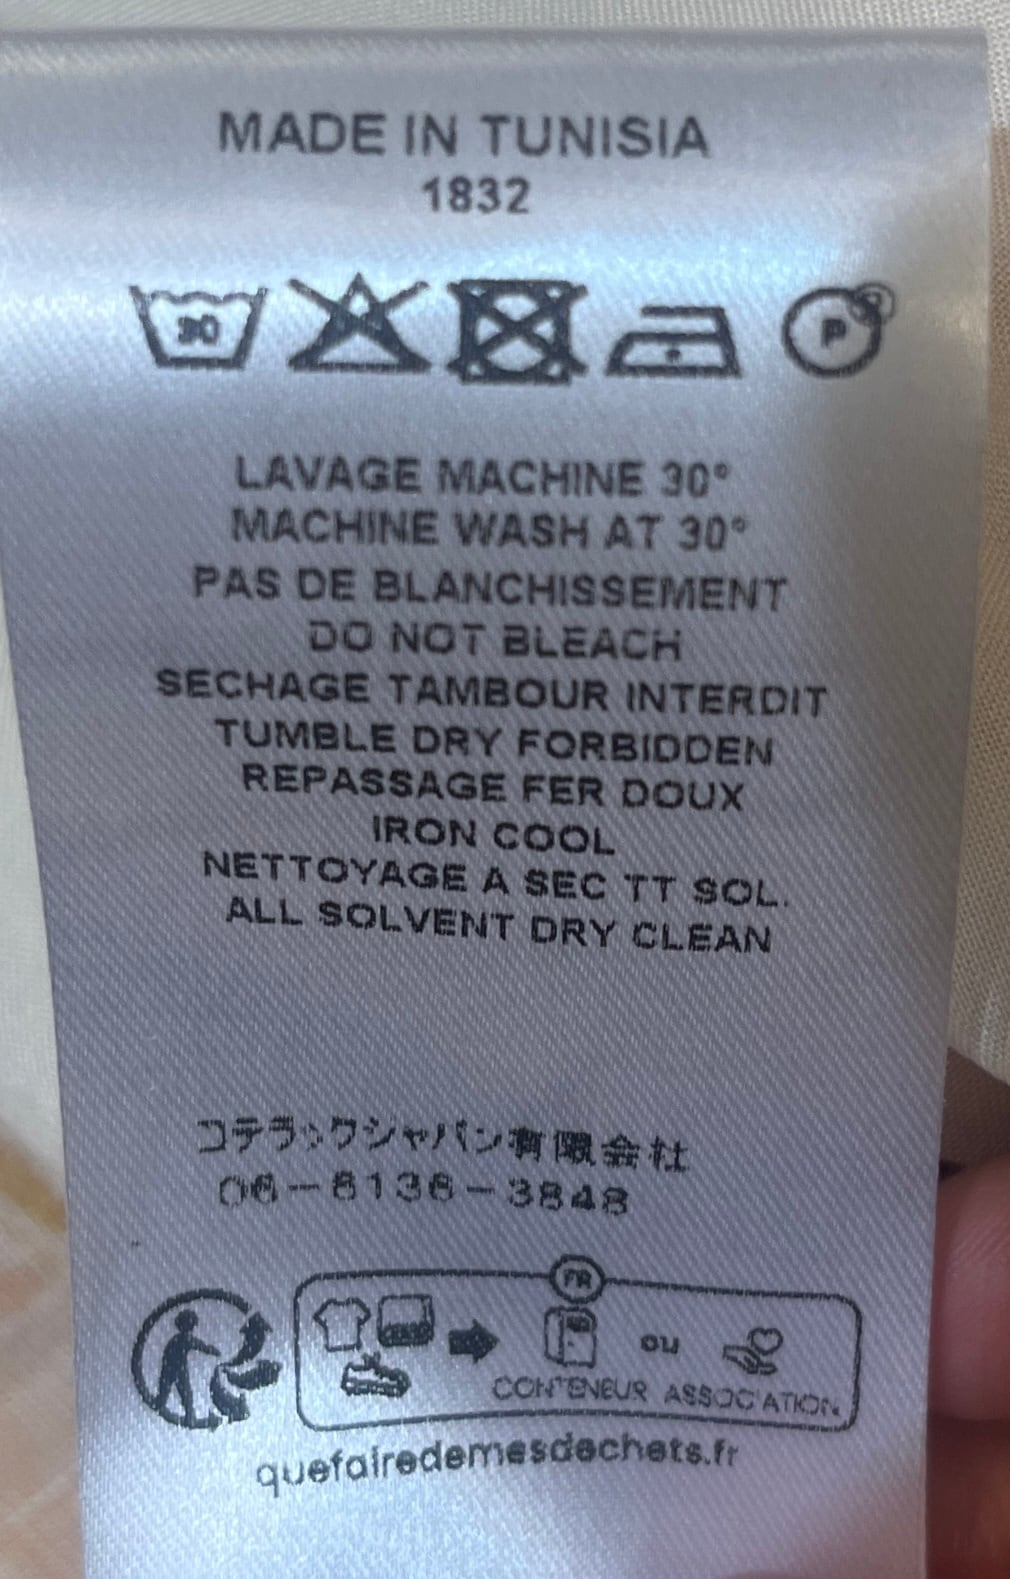 MADE IN TUNISIA
1832
30
P
LAVAGE MACHINE 30°
MACHINE WASH AT 30°
PAS DE BLANCHISSEMENT
DO NOT BLEACH
SECHAGE TAMBOUR INTERDIT
TUMBLE DRY FORBIDDEN
REPASSAGE FER DOUX
IRON COOL
NETTOYAGE A SEC TT SOL.
ALL SOLVENT DRY CLEAN
コテラックジャパン有限会社
06-6136-3848
FR
ou
CONTENEUR ASSOCIATION
quefairedemesdechets.fr